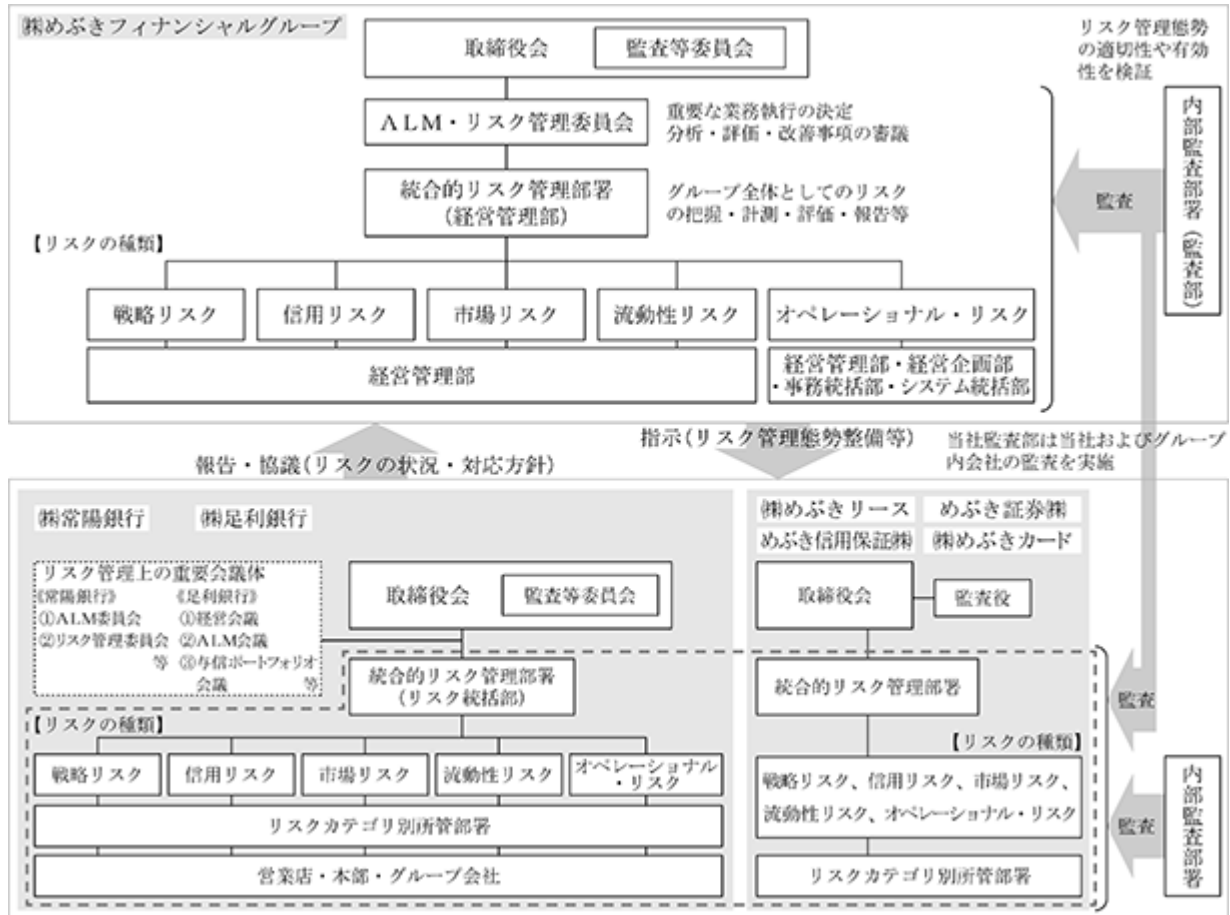 ㈱めぶきフィナンシャルグループ
取締役会
監査等委員会
リスク管理態勢
の適切性や有効
性を検証
ALM・リスク管理委員会
重要な業務執行の決定
分析・評価・改善事項の審議
内部監査部署(監査部)
統合的リスク管理部署
(経営管理部)
グループ全体としてのリスク
の把握・計測・評価・報告等
監査
【リスクの種類】
戦略リスク
信用リスク
市場リスク
流動性リスク
オペレーショナル・リスク
経営管理部
経営管理部・経営企画部
・事務統括部・システム統括部
報告・協議(リスクの状況・対応方針)
指示(リスク管理態勢整備等)
当社監査部は当社およびグループ
内会社の監査を実施
㈱常陽銀行
㈱足利銀行
リスク管理上の重要会議体
《常陽銀行》
①ALM委員会
②リスク管理委員会
等
《足利銀行》
①経営会議
②ALM会議
③与信ポートフォリオ
会議 等
取締役会
監査等委員会
統合的リスク管理部署
(リスク統括部)
【リスクの種類】
戦略リスク
信用リスク
市場リスク
流動性リスク
オペレーショナル
・リスク
リスクカテゴリ別所管部署
営業店・本部・グループ会社
㈱めぶきリース
めぶき証券㈱
めぶき信用保証㈱
㈱めぶきカード
取締役会
監査役
統合的リスク管理部署
【リスクの種類】
戦略リスク、信用リスク、市場リスク、
流動性リスク、オペレーショナル・リスク
リスクカテゴリ別所管部署
監査
監査
内部監査部署